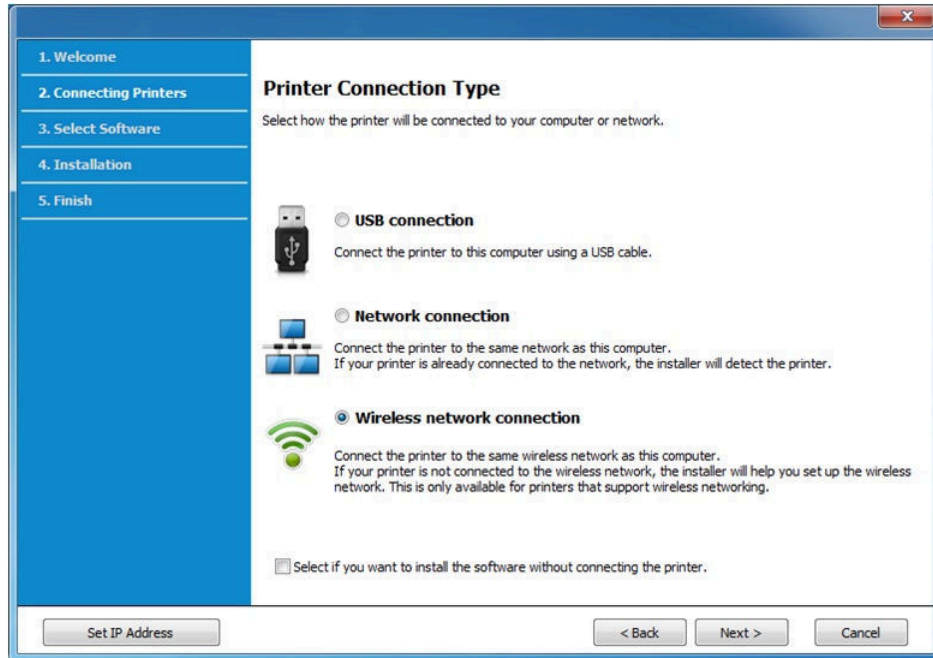 1. Welcome
2. Connecting Printers
3. Select Software
4. Installation
5. Finish
Printer Connection Type
Select how the printer will be connected to your computer or network.
USB connection
Connect the printer to this computer using a USB cable.
Network connection
Connect the printer to the same network as this computer.
If your printer is already connected to the network, the installer will detect the printer.
Wireless network connection
Connect the printer to the same wireless network as this computer.
If your printer is not connected to the wireless network, the installer will help you set up the wireless
network. This is only available for printers that support wireless networking.
Select if you want to install the software without connecting the printer.
Set IP Address
< Back
Next >
Cancel